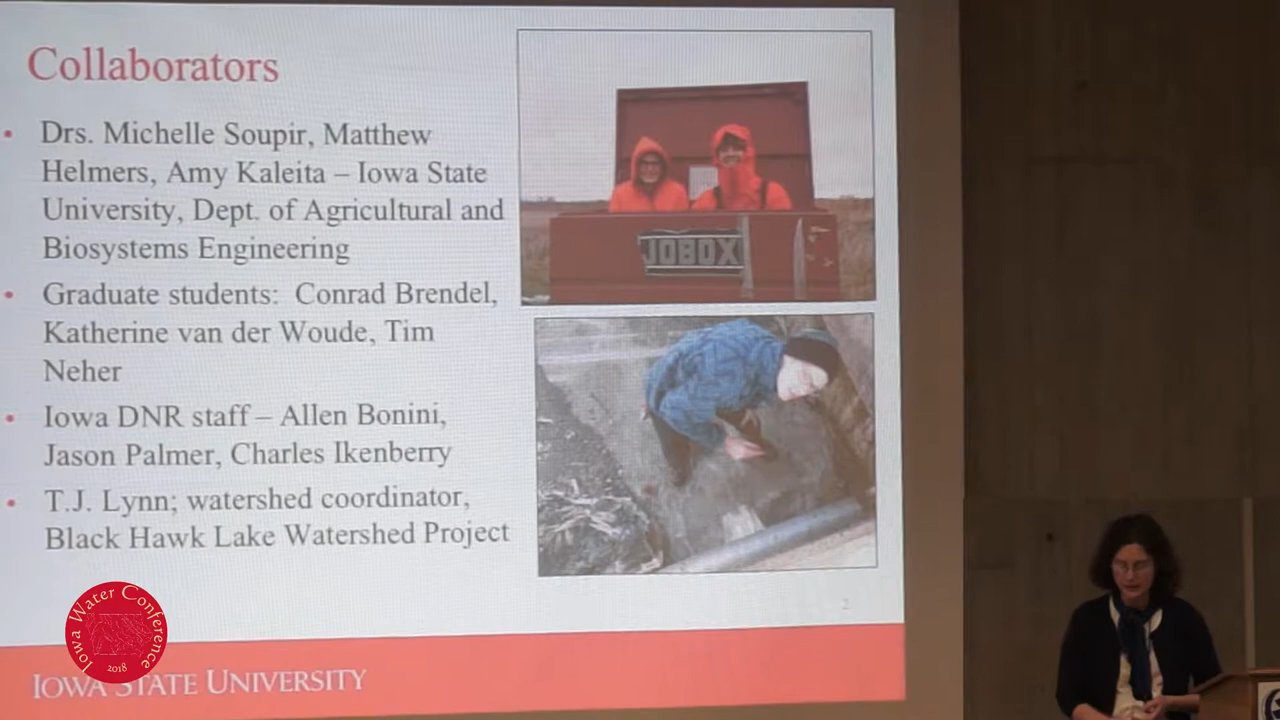 Collaborators
• Drs. Michelle Soupir, Matthew
Helmers, Amy Kaleita – Iowa State
University, Dept. of Agricultural and
Biosystems Engineering
• Graduate students: Conrad Brendel,
Katherine van der Woude, Tim
Neher
• Iowa DNR staff – Allen Bonini,
Jason Palmer, Charles Ikenberry
• T.J. Lynn; watershed coordinator,
Black Hawk Lake Watershed Project
JOBOX
2
Iowa Water Conference
2018
IOWA STATE UNIVERSITY